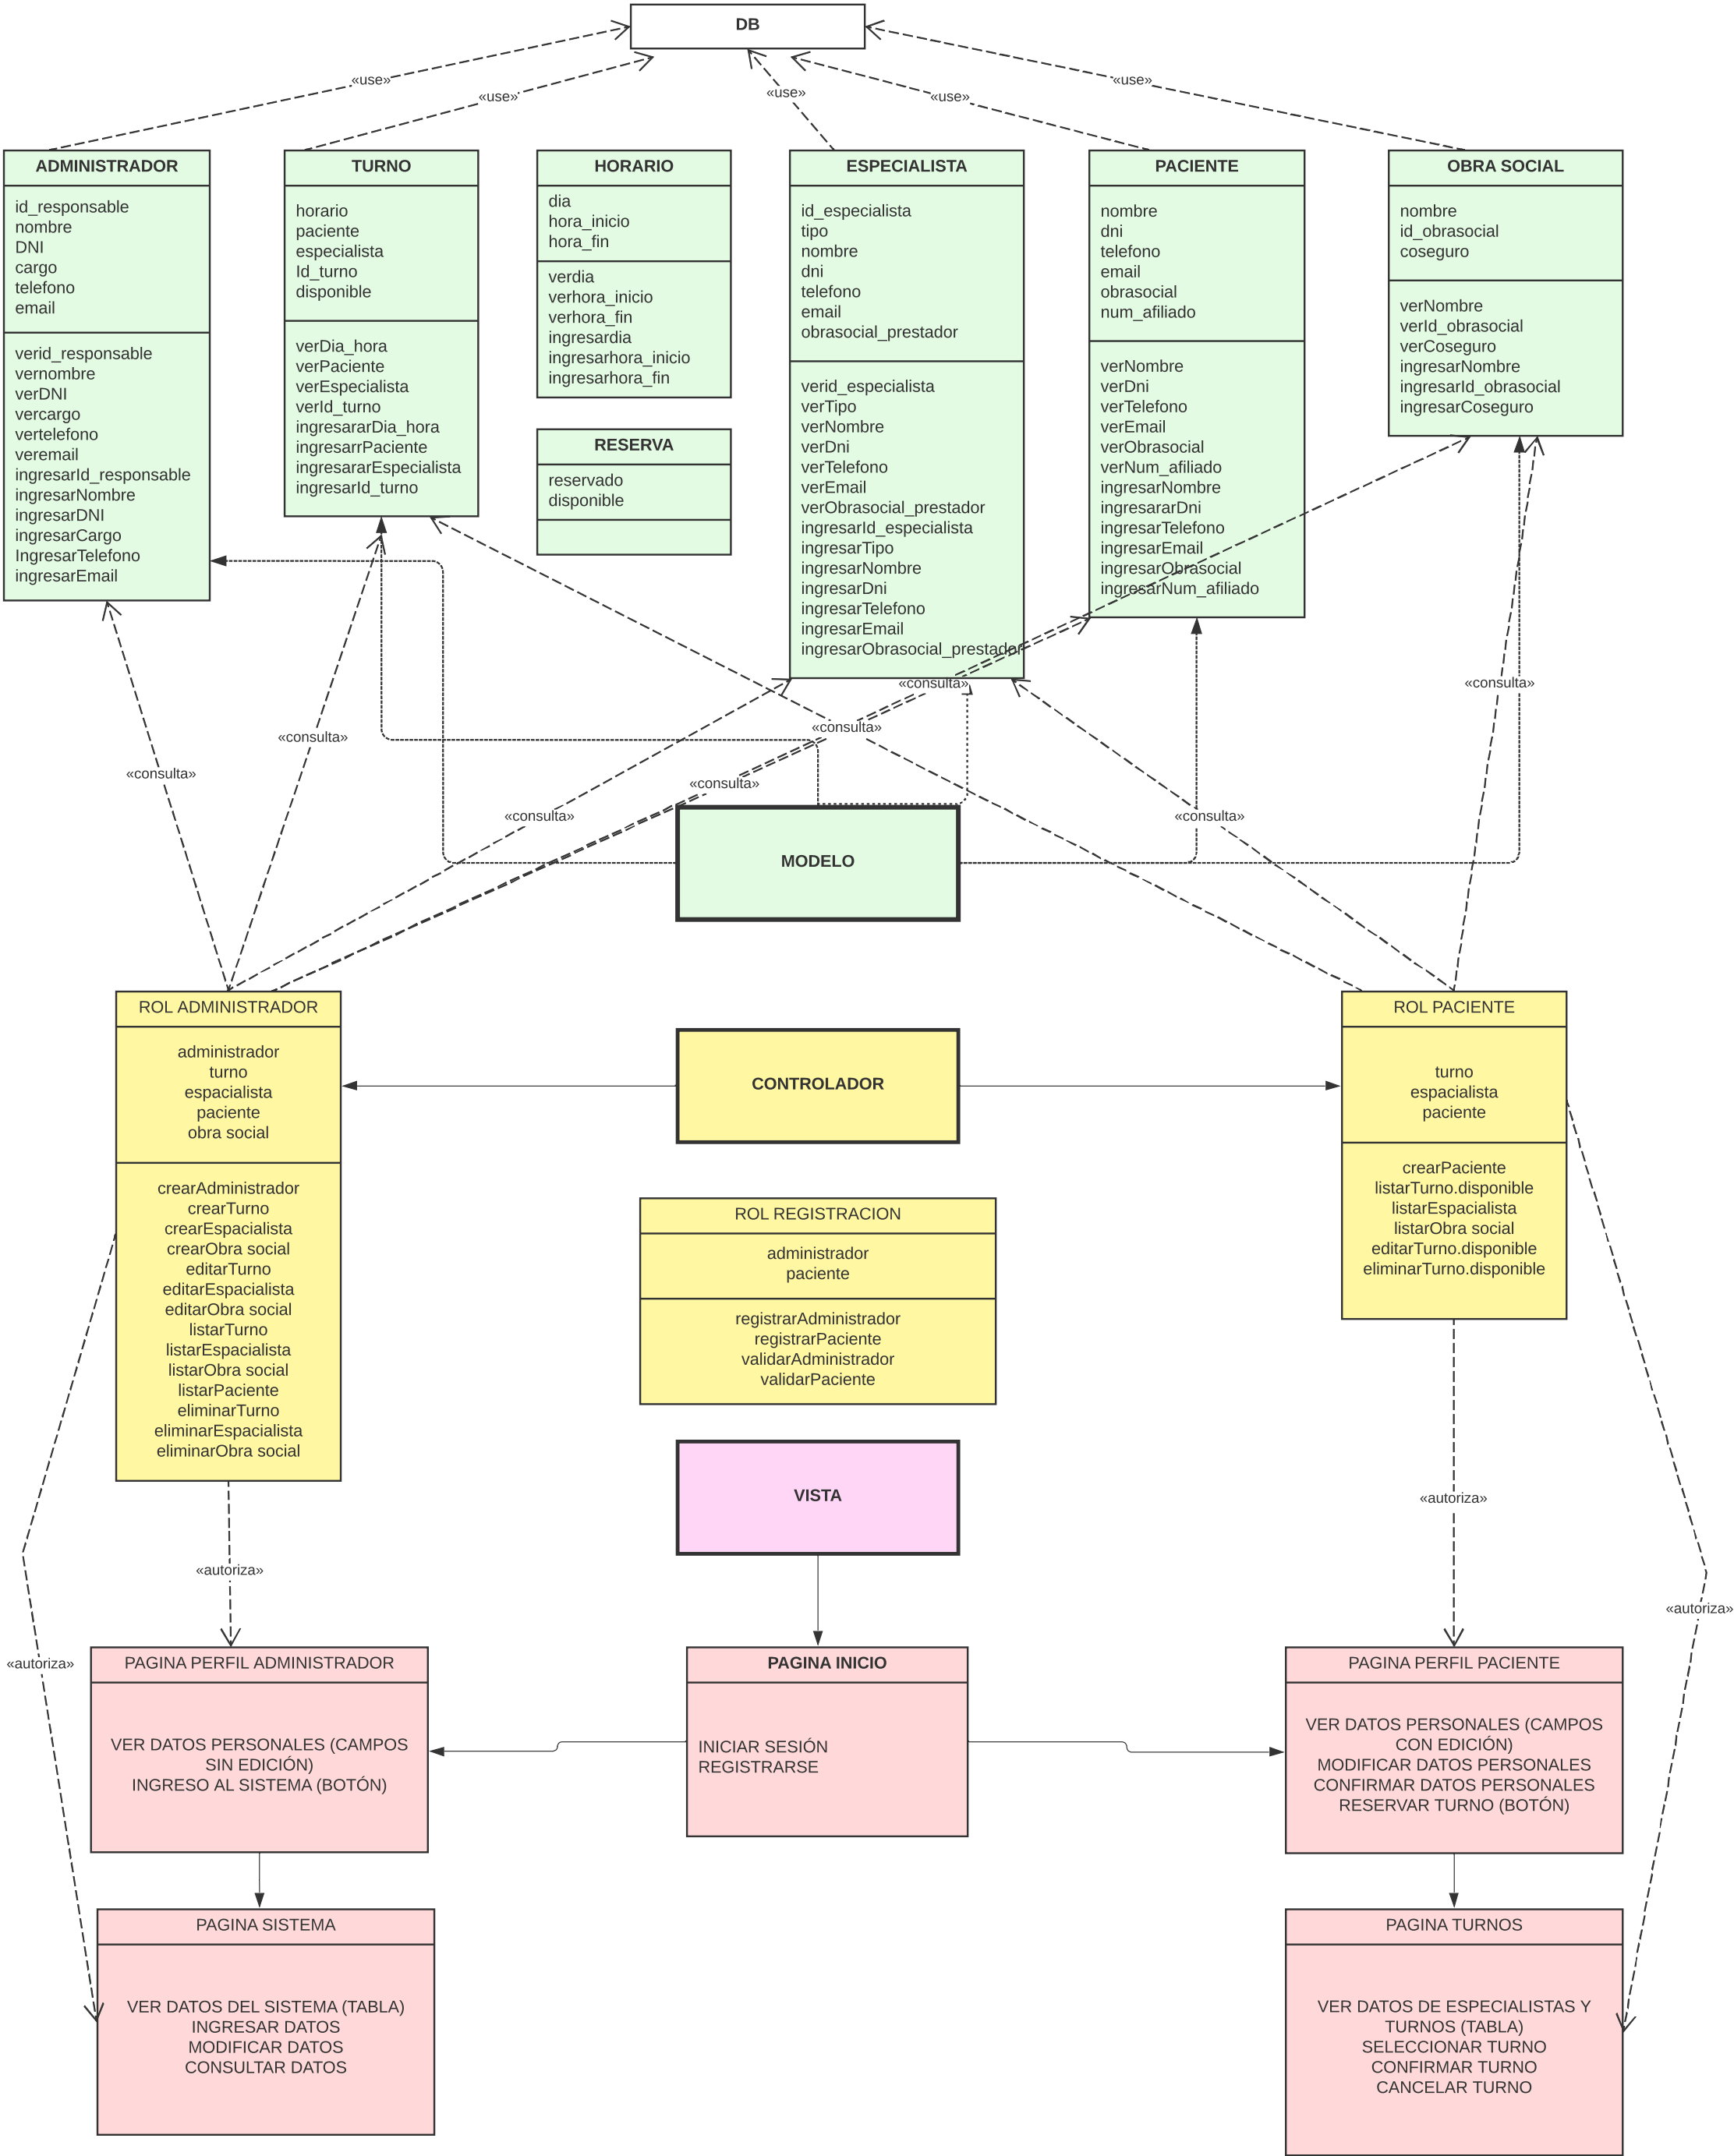 DB
«use»
«use»
«use»
«use»
«use»
ADMINISTRADOR
id_responsable
nombre
DNI
cargo
telefono
email
verid_responsable
vernombre
verDNI
vercargo
vertelefono
veremail
ingresarId_responsable
ingresarNombre
ingresarDNI
ingresarCargo
IngresarTelefono
ingresarEmail
TURNO
horario
paciente
especialista
Id_turno
disponible
verDia_hora
verPaciente
verEspecialista
verId_turno
ingresararDia_hora
ingresarrPaciente
ingresararEspecialista
ingresarId_turno
HORARIO
dia
hora_inicio
hora_fin
verdia
verhora_inicio
verhora_fin
ingresardia
ingresarhora_inicio
ingresarhora_fin
RESERVA
reservado
disponible
ESPECIALISTA
id_especialista
tipo
nombre
dni
telefono
email
obrasocial_prestador
verid_especialista
verTipo
verNombre
verDni
verTelefono
verEmail
verObrasocial_prestador
ingresarId_especialista
ingresarTipo
ingresarNombre
ingresarDni
ingresarTelefono
ingresarEmail
ingresarObrasocial_prestador
PACIENTE
nombre
dni
telefono
email
obrasocial
num_afiliado
verNombre
verDni
verTelefono
verEmail
verObrasocial
verNum_afiliado
ingresarNombre
ingresararDni
ingresarTelefono
ingresarEmail
ingresarObrasocial
ingresarNum_afiliado
OBRA SOCIAL
nombre
id_obrasocial
coseguro
verNombre
verId_obrasocial
verCoseguro
ingresarNombre
ingresarId_obrasocial
ingresarCoseguro
«consulta»
«consulta»
«consulta»
«consulta»
«consulta»
«consulta»
«consulta»
«consulta»
MODELO
ROL ADMINISTRADOR
administrador
turno
espacialista
paciente
obra social
crearAdministrador
crearTurno
crearEspacialista
crearObra social
editarTurno
editarEspacialista
editarObra social
listarTurno
listarEspacialista
listarObra social
listarPaciente
eliminarTurno
eliminarEspacialista
eliminarObra social
CONTROLADOR
ROL PACIENTE
turno
espacialista
paciente
crearPaciente
listarTurno.disponible
listarEspacialista
listarObra social
editarTurno.disponible
eliminarTurno.disponible
ROL REGISTRACION
administrador
paciente
registrarAdministrador
registrarPaciente
validarAdministrador
validarPaciente
VISTA
«autoriza»
«autoriza»
«autoriza»
«autoriza»
PAGINA PERFIL ADMINISTRADOR
VER DATOS PERSONALES (CAMPOS
SIN EDICIÓN)
INGRESO AL SISTEMA (BOTÓN)
PAGINA INICIO
INICIAR SESIÓN
REGISTRARSE
PAGINA PERFIL PACIENTE
VER DATOS PERSONALES (CAMPOS
CON EDICIÓN)
MODIFICAR DATOS PERSONALES
CONFIRMAR DATOS PERSONALES
RESERVAR TURNO (BOTÓN)
PAGINA SISTEMA
VER DATOS DEL SISTEMA (TABLA)
INGRESAR DATOS
MODIFICAR DATOS
CONSULTAR DATOS
PAGINA TURNOS
VER DATOS DE ESPECIALISTAS Y
TURNOS (TABLA)
SELECCIONAR TURNO
CONFIRMAR TURNO
CANCELAR TURNO